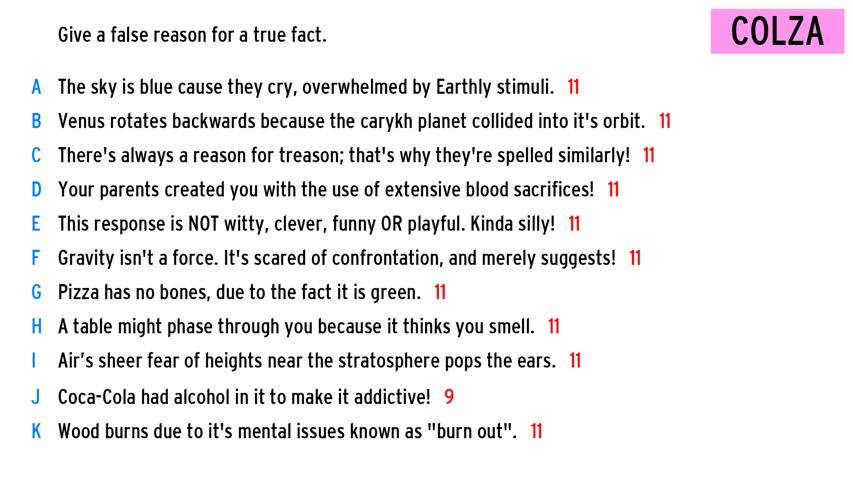 Give a false reason for a true fact.
COLZA
A The sky is blue cause they cry, overwhelmed by Earthly stimuli. 11
B Venus rotates backwards because the carykh planet collided into it's orbit. 11
C There's always a reason for treason; that's why they're spelled similarly! 11
D Your parents created you with the use of extensive blood sacrifices! 11
E This response is NOT witty, clever, funny OR playful. Kinda silly! 11
F Gravity isn't a force. It's scared of confrontation, and merely suggests! 11
G Pizza has no bones, due to the fact it is green. 11
H A table might phase through you because it thinks you smell. 11
I Air’s sheer fear of heights near the stratosphere pops the ears. 11
J Coca-Cola had alcohol in it to make it addictive! 9
K Wood burns due to it's mental issues known as "burn out". 11